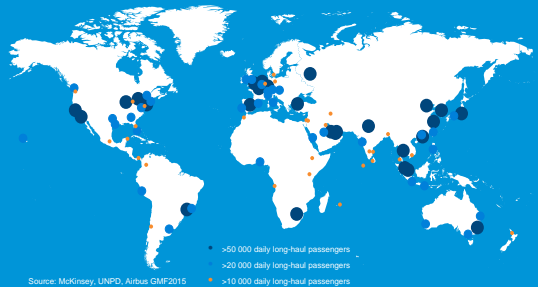 >50 000 daily long-haul passengers
>20 000 daily long-haul passengers
>10 000 daily long-haul passengers
Source: McKinsey, UNPD, Airbus GMF2015